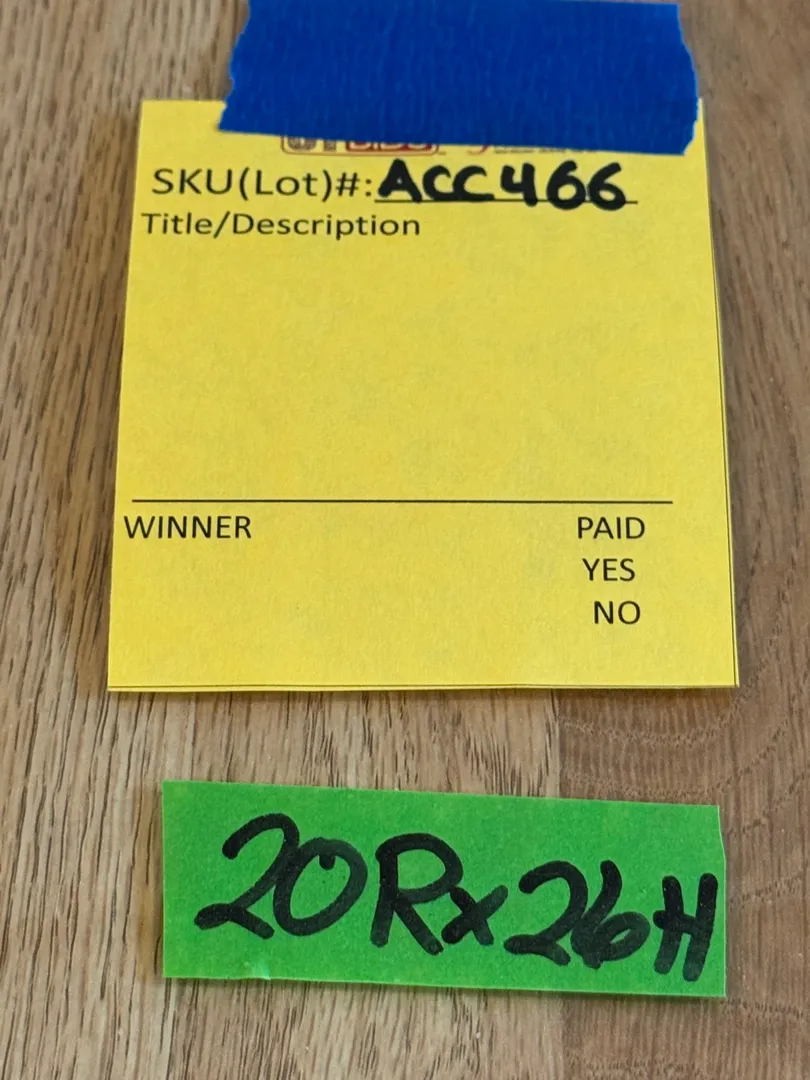 SKU(Lot)#: ACC466
Title/Description
WINNER PAID
YES
NO
20Rx26H